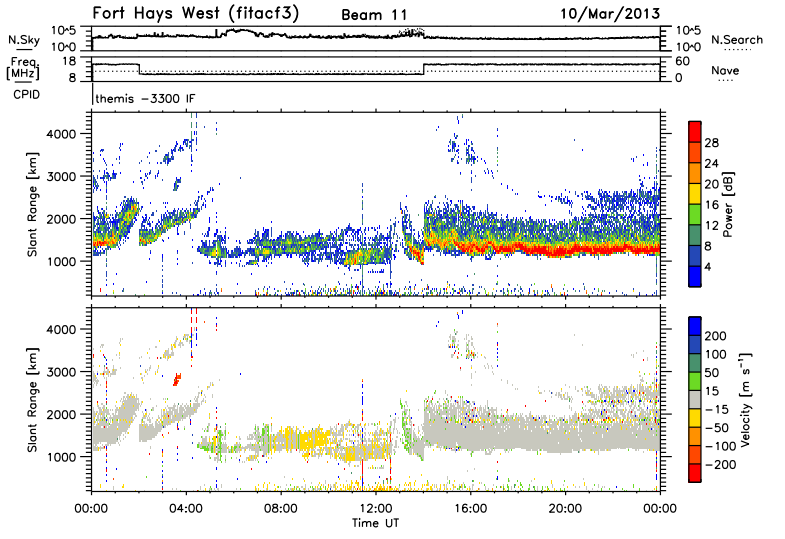 Fort Hays West (fitacf3) Beam 11 10/Mar/2013
N.Sky 10^5 10^0 10^5 10^0 N.Search
Freq. [MHz] 18 8 60 0 Nave
CPID themis -3300 IF
Slant Range [km] 4000 3000 2000 1000
Power [dB] 28 24 20 16 12 8 4
Slant Range [km] 4000 3000 2000 1000
Velocity [m s⁻¹] 200 100 50 15 -15 -50 -100 -200
00:00 04:00 08:00 12:00 16:00 20:00 00:00
Time UT